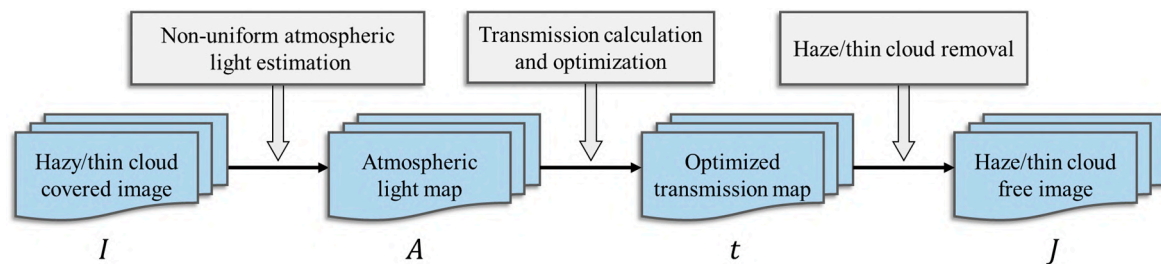 Non-uniform atmospheric
light estimation
Transmission calculation
and optimization
Haze/thin cloud removal
Hazy/thin cloud
covered image
Atmospheric
light map
Optimized
transmission map
Haze/thin cloud
free image
I
A
t
J